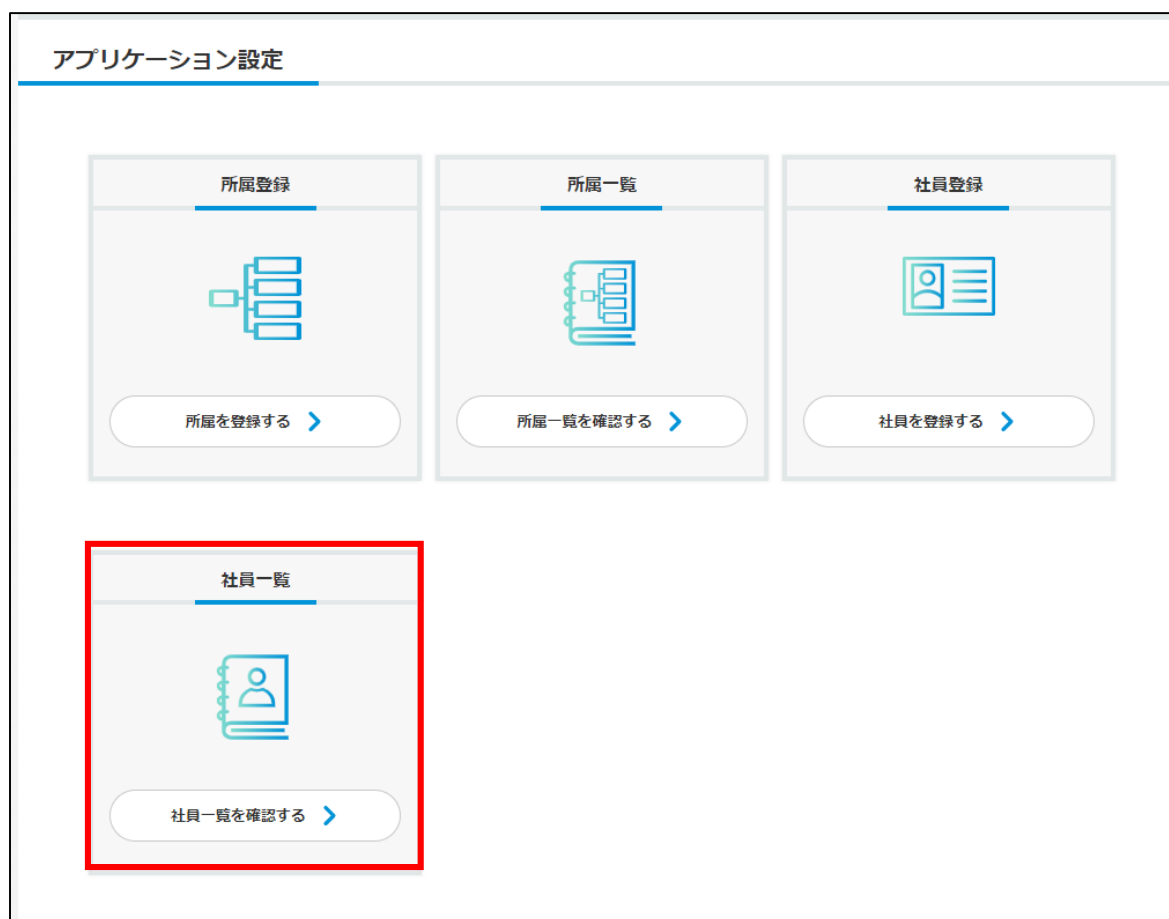 アプリケーション設定
所属登録
所属一覧
社員登録
所属を登録する
所属一覧を確認する
社員を登録する
社員一覧
社員一覧を確認する